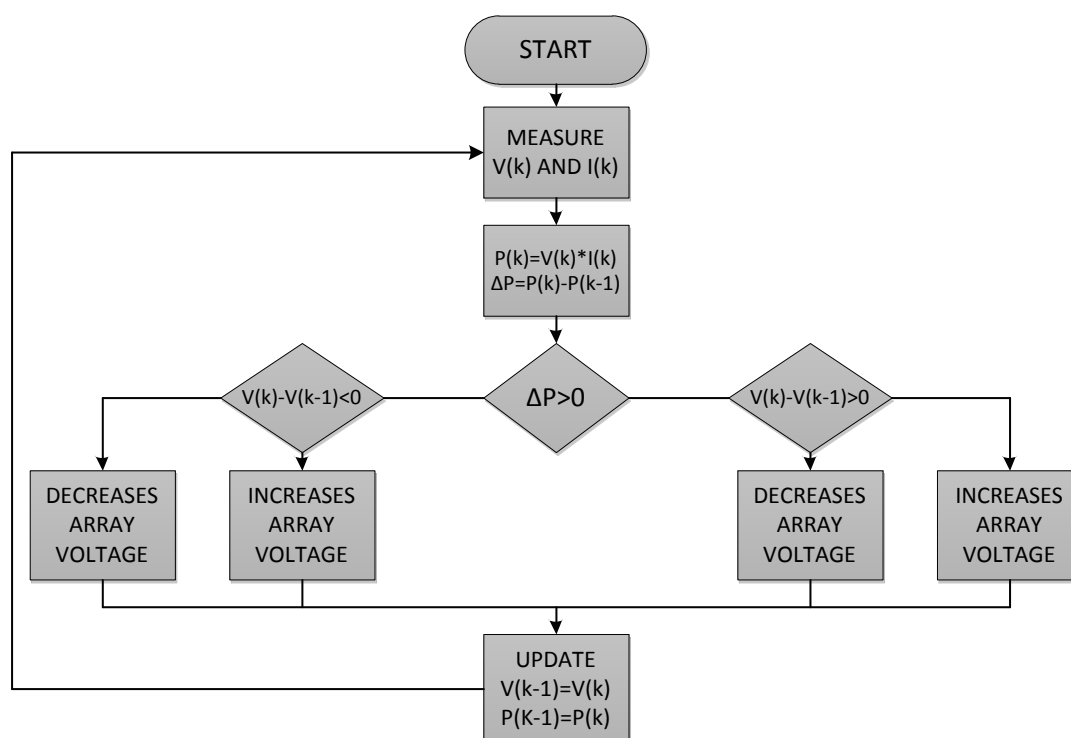 START
MEASURE
V(k) AND I(k)
P(k)=V(k)*I(k)
ΔP=P(k)-P(k-1)
V(k)-V(k-1)<0
ΔP>0
V(k)-V(k-1)>0
DECREASES
ARRAY
VOLTAGE
INCREASES
ARRAY
VOLTAGE
DECREASES
ARRAY
VOLTAGE
INCREASES
ARRAY
VOLTAGE
UPDATE
V(k-1)=V(k)
P(K-1)=P(k)